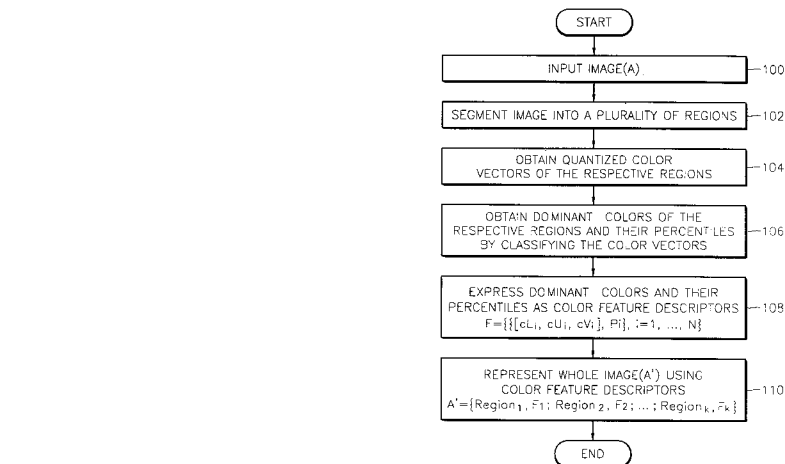 START
INPUT IMAGE(A)
100
SEGMENT IMAGE INTO A PLURALITY OF REGIONS
102
OBTAIN QUANTIZED COLOR
VECTORS OF THE RESPECTIVE REGIONS
104
OBTAIN DOMINANT COLORS OF THE
RESPECTIVE REGIONS AND THEIR PERCENTILES
BY CLASSIFYING THE COLOR VECTORS
106
EXPRESS DOMINANT COLORS AND THEIR
PERCENTILES AS COLOR FEATURE DESCRIPTORS
F={{[cLi, cUi, cVi], Pi}, i=1, ..., N}
108
REPRESENT WHOLE IMAGE(A') USING
COLOR FEATURE DESCRIPTORS
A'={Region1, F1; Region2, F2; ... ; Regionk, Fk}
110
END